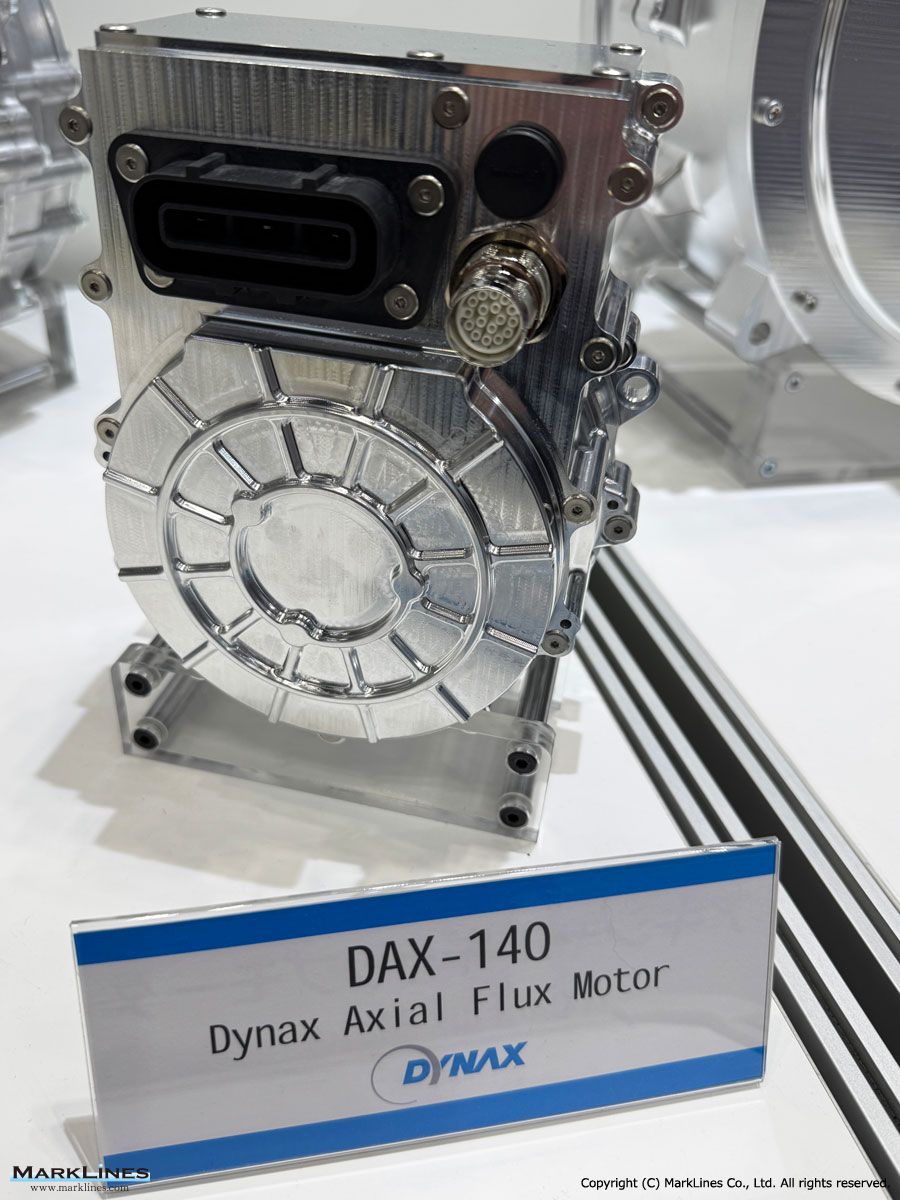 DAX-140
Dynax Axial Flux Motor
DYNAX
MARKLINES
www.marklines.com
Copyright (C) MarkLines Co., Ltd. All rights reserved.